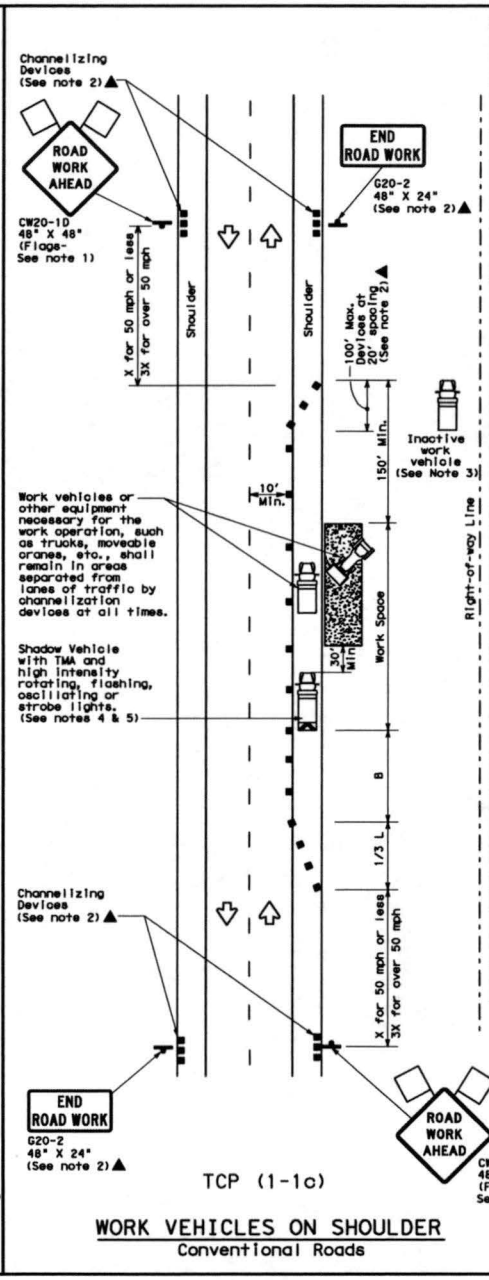 Channelizing
Devices
(See note 2)▲
ROAD
WORK
AHEAD
CW20-1D
48" X 48"
(Flags-
See note 1)
END
ROAD WORK
G20-2
48" X 24"
(See note 2)▲
X for 50 mph or less
3X for over 50 mph
Shoulder
Shoulder
100' Max.
Devices at
20' spacing
(See note 2)▲
150' Min.
Inactive
work
vehicle
(See Note 3)
Right-of-way Line
10'
Min.
Work vehicles or
other equipment
necessary for the
work operation, such
as trucks, moveable
cranes, etc., shall
remain in areas
separated from
lanes of traffic by
channelization
devices at all times.
Work Space
30'
Min
Shadow Vehicle
with TMA and
high intensity
rotating, flashing,
oscillating or
strobe lights.
(See notes 4 & 5)
B
1/3 L
Channelizing
Devices
(See note 2)▲
X for 50 mph or less
3X for over 50 mph
END
ROAD WORK
G20-2
48" X 24"
(See note 2)▲
ROAD
WORK
AHEAD
TCP (1-1c)
WORK VEHICLES ON SHOULDER
Conventional Roads